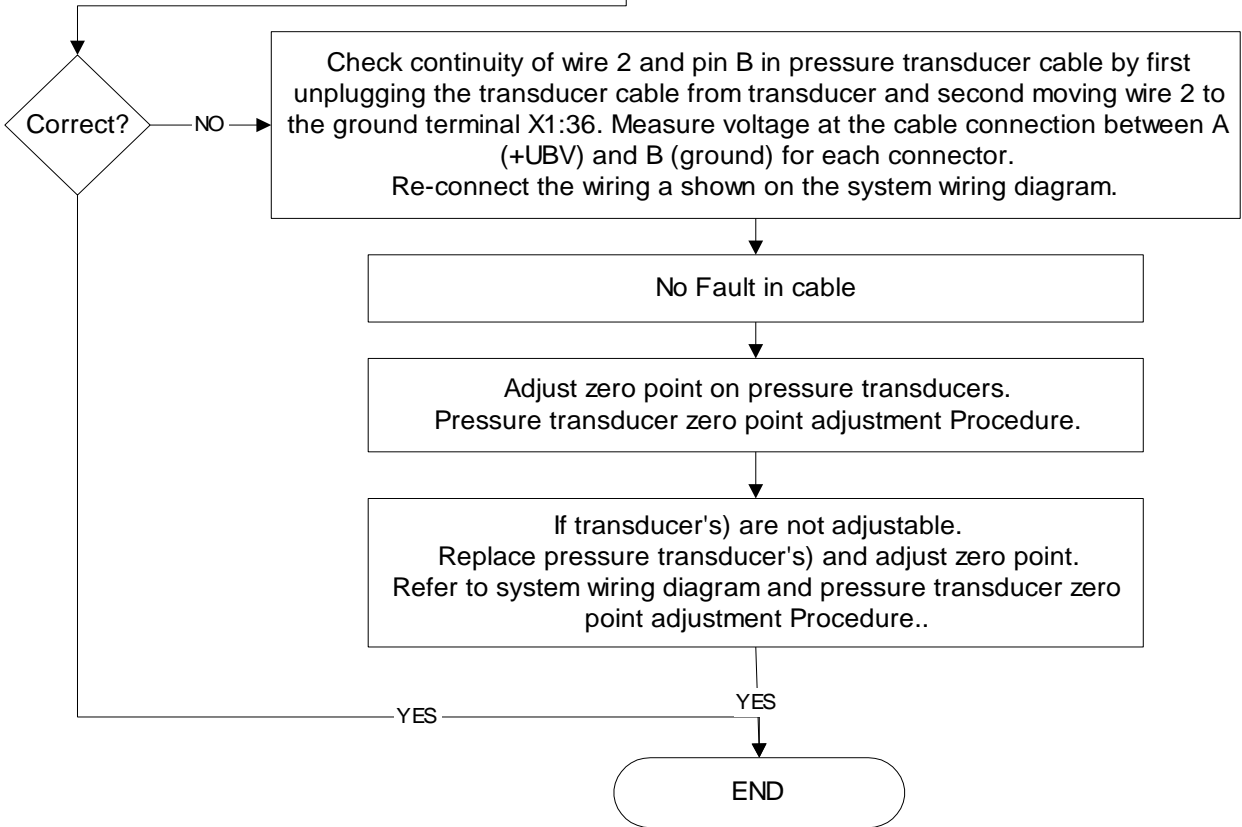 Correct?
NO
Check continuity of wire 2 and pin B in pressure transducer cable by first
unplugging the transducer cable from transducer and second moving wire 2 to
the ground terminal X1:36. Measure voltage at the cable connection between A
(+UBV) and B (ground) for each connector.
Re-connect the wiring a shown on the system wiring diagram.
No Fault in cable
Adjust zero point on pressure transducers.
Pressure transducer zero point adjustment Procedure.
If transducer's) are not adjustable.
Replace pressure transducer's) and adjust zero point.
Refer to system wiring diagram and pressure transducer zero
point adjustment Procedure..
YES
YES
END